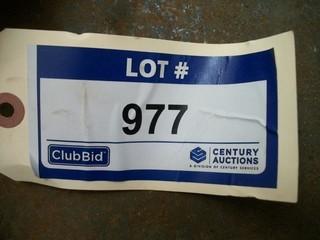 LOT #
977
ClubBid
CENTURY
AUCTIONS
A DIVISION OF CENTURY SERVICES